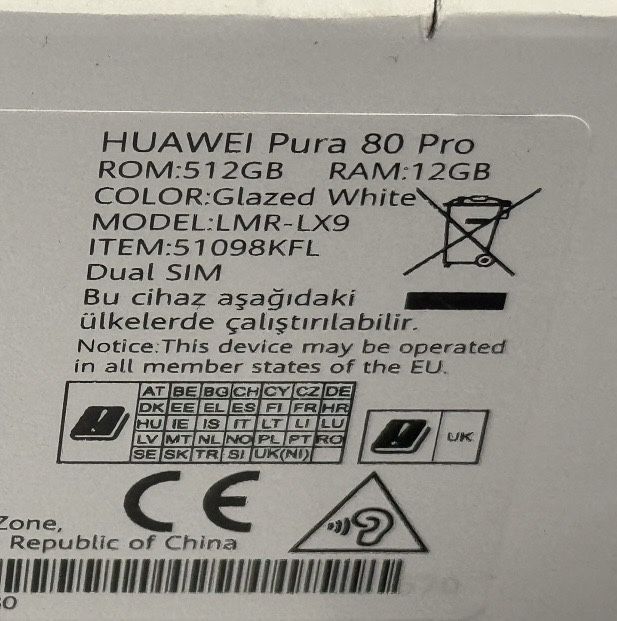 HUAWEI Pura 80 Pro
ROM:512GB RAM:12GB
COLOR:Glazed White
MODEL:LMR-LX9
ITEM:51098KFL
Dual SIM
Bu cihaz aşağıdaki
ülkelerde çalıştırılabilir.
Notice:This device may be operated
in all member states of the EU.
AT BE BG CH CY CZ DE
DK EE EL ES FI FR HR
HU IE IS IT LT LI LU
LV MT NL NO PL PT RO
SE SK TR SI UK(NI)
UK
CE
Zone,
Republic of China